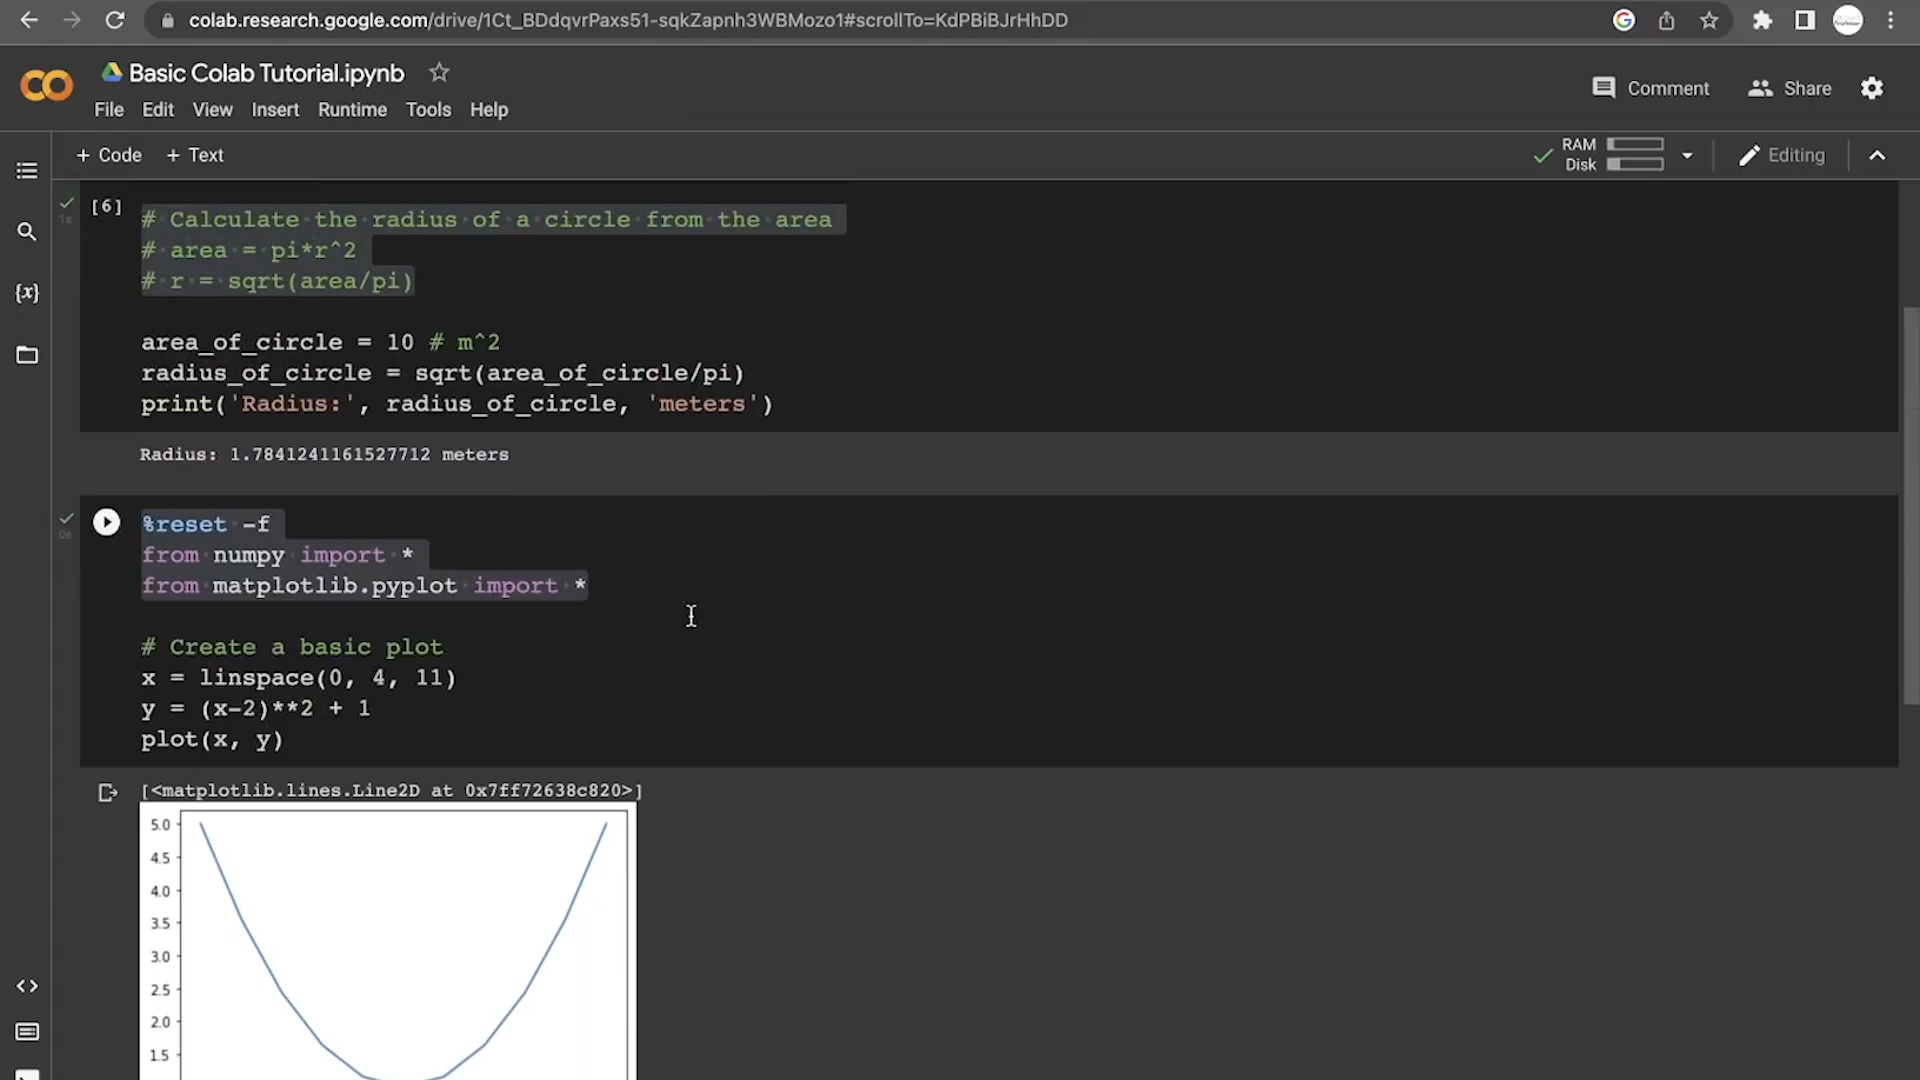 colab.research.google.com/drive/1Ct_BDdqvrPaxs51-sqkZapnh3WBMozo1#scrollTo=KdPBiBJrHhDD
Basic Colab Tutorial.ipynb
File Edit View Insert Runtime Tools Help
Comment Share
+ Code + Text
RAM
Disk
Editing
[6]
1s
# Calculate the radius of a circle from the area
# area = pi*r^2
# r = sqrt(area/pi)
area_of_circle = 10 # m^2
radius_of_circle = sqrt(area_of_circle/pi)
print('Radius:', radius_of_circle, 'meters')
Radius: 1.7841241161527712 meters
0s
%reset -f
from numpy import *
from matplotlib.pyplot import *
# Create a basic plot
x = linspace(0, 4, 11)
y = (x-2)**2 + 1
plot(x, y)
[<matplotlib.lines.Line2D at 0x7ff72638c820>]
5.0
4.5
4.0
3.5
3.0
2.5
2.0
1.5